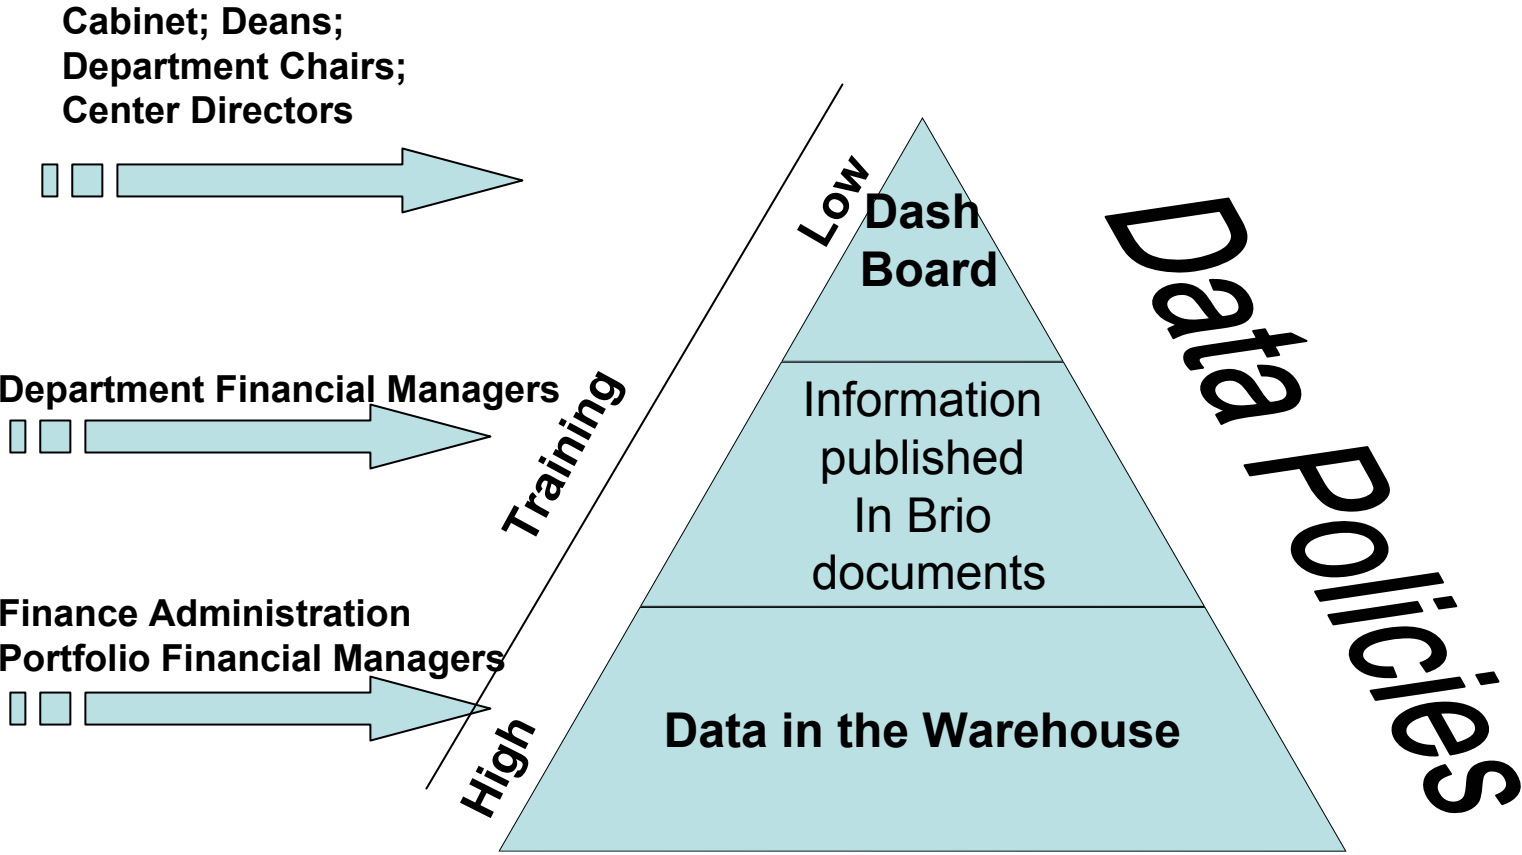 Cabinet; Deans;
Department Chairs;
Center Directors
Low
Dash
Board
Data Policies
Department Financial Managers
Training
Information
published
In Brio
documents
Finance Administration
Portfolio Financial Managers
High
Data in the Warehouse